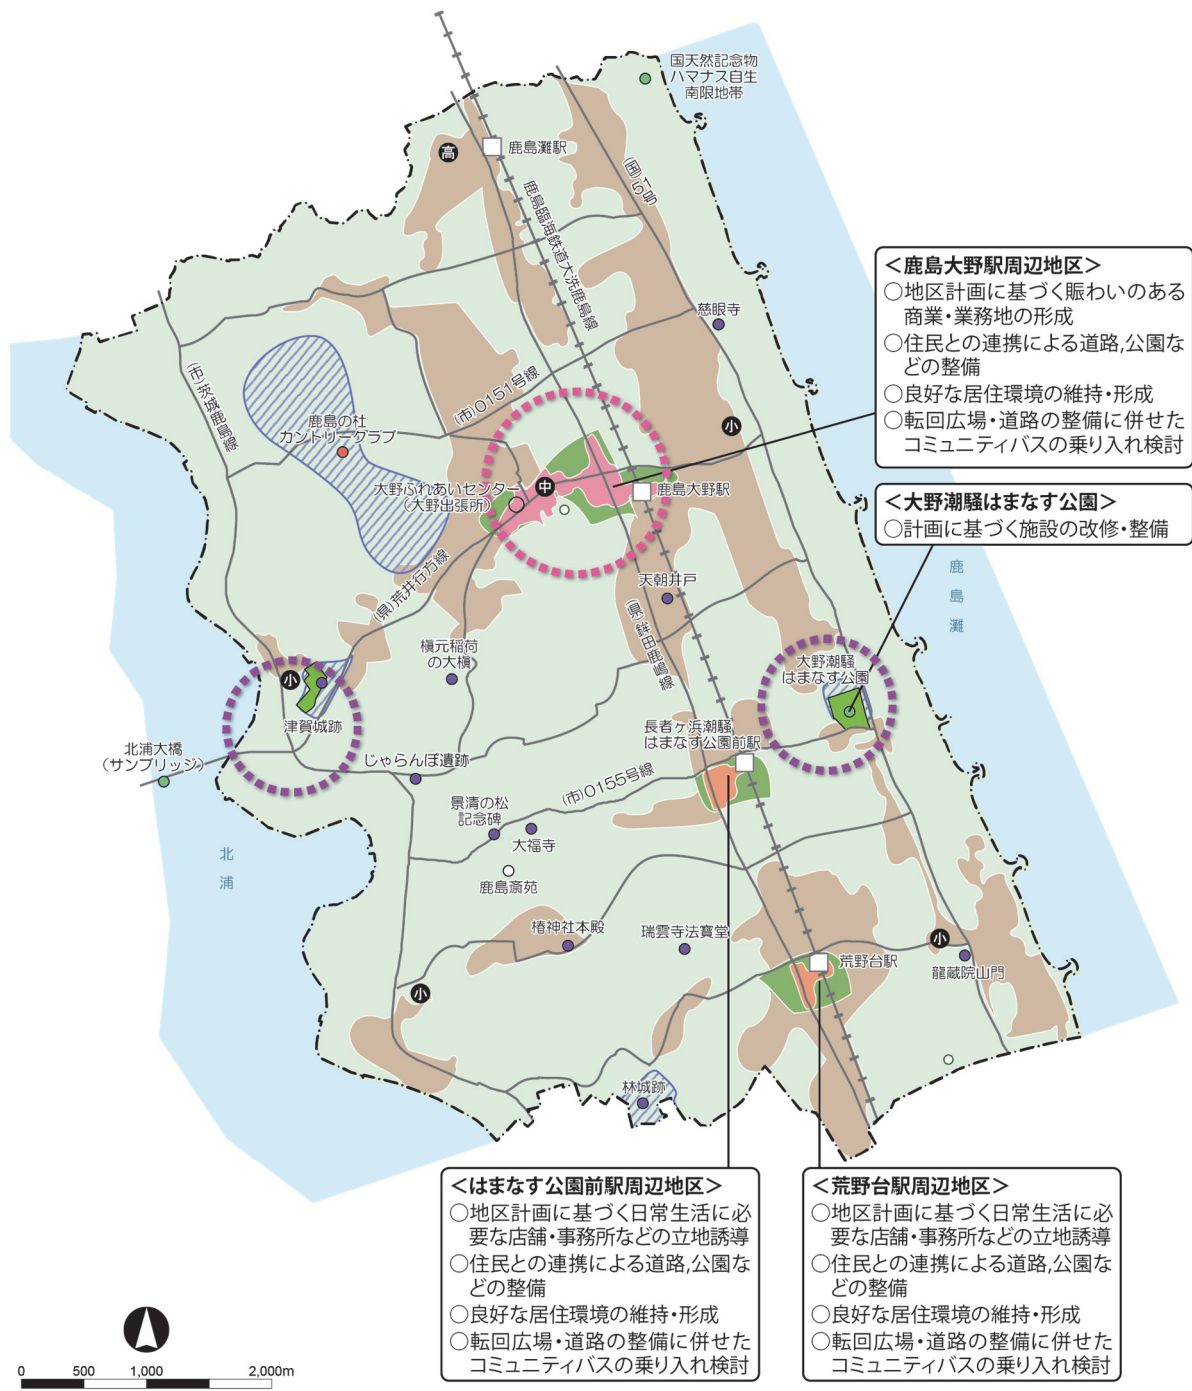 国天然記念物
ハマナス自生
南限地帯
高
鹿島灘駅
(国)51号
鹿島臨海鉄道大洗鹿島線
慈眼寺
(市)茨城鹿島線
(市)0151号線
鹿島の杜
カントリークラブ
小
大野ふれあいセンター
(大野出張所)
中
鹿島大野駅
<鹿島大野駅周辺地区>
○地区計画に基づく賑わいのある
商業・業務地の形成
○住民との連携による道路,公園な
どの整備
○良好な居住環境の維持・形成
○転回広場・道路の整備に併せた
コミュニティバスの乗り入れ検討
<大野潮騒はまなす公園>
○計画に基づく施設の改修・整備
鹿島灘
(県)荒井行方線
天朝井戸
(県)鉾田鹿嶋線
槇元稲荷
の大槇
小
津賀城跡
大野潮騒
はまなす公園
北浦大橋
(サンブリッジ)
じゃらんぼ遺跡
長者ヶ浜潮騒
はまなす公園前駅
(市)0155号線
景清の松
記念碑
大福寺
北浦
鹿島斎苑
椿神社本殿
瑞雲寺法寶堂
荒野台駅
小
龍蔵院山門
小
林城跡
<はまなす公園前駅周辺地区>
○地区計画に基づく日常生活に必
要な店舗・事務所などの立地誘導
○住民との連携による道路,公園な
どの整備
○良好な居住環境の維持・形成
○転回広場・道路の整備に併せた
コミュニティバスの乗り入れ検討
<荒野台駅周辺地区>
○地区計画に基づく日常生活に必
要な店舗・事務所などの立地誘導
○住民との連携による道路,公園な
どの整備
○良好な居住環境の維持・形成
○転回広場・道路の整備に併せた
コミュニティバスの乗り入れ検討
0 500 1,000 2,000m